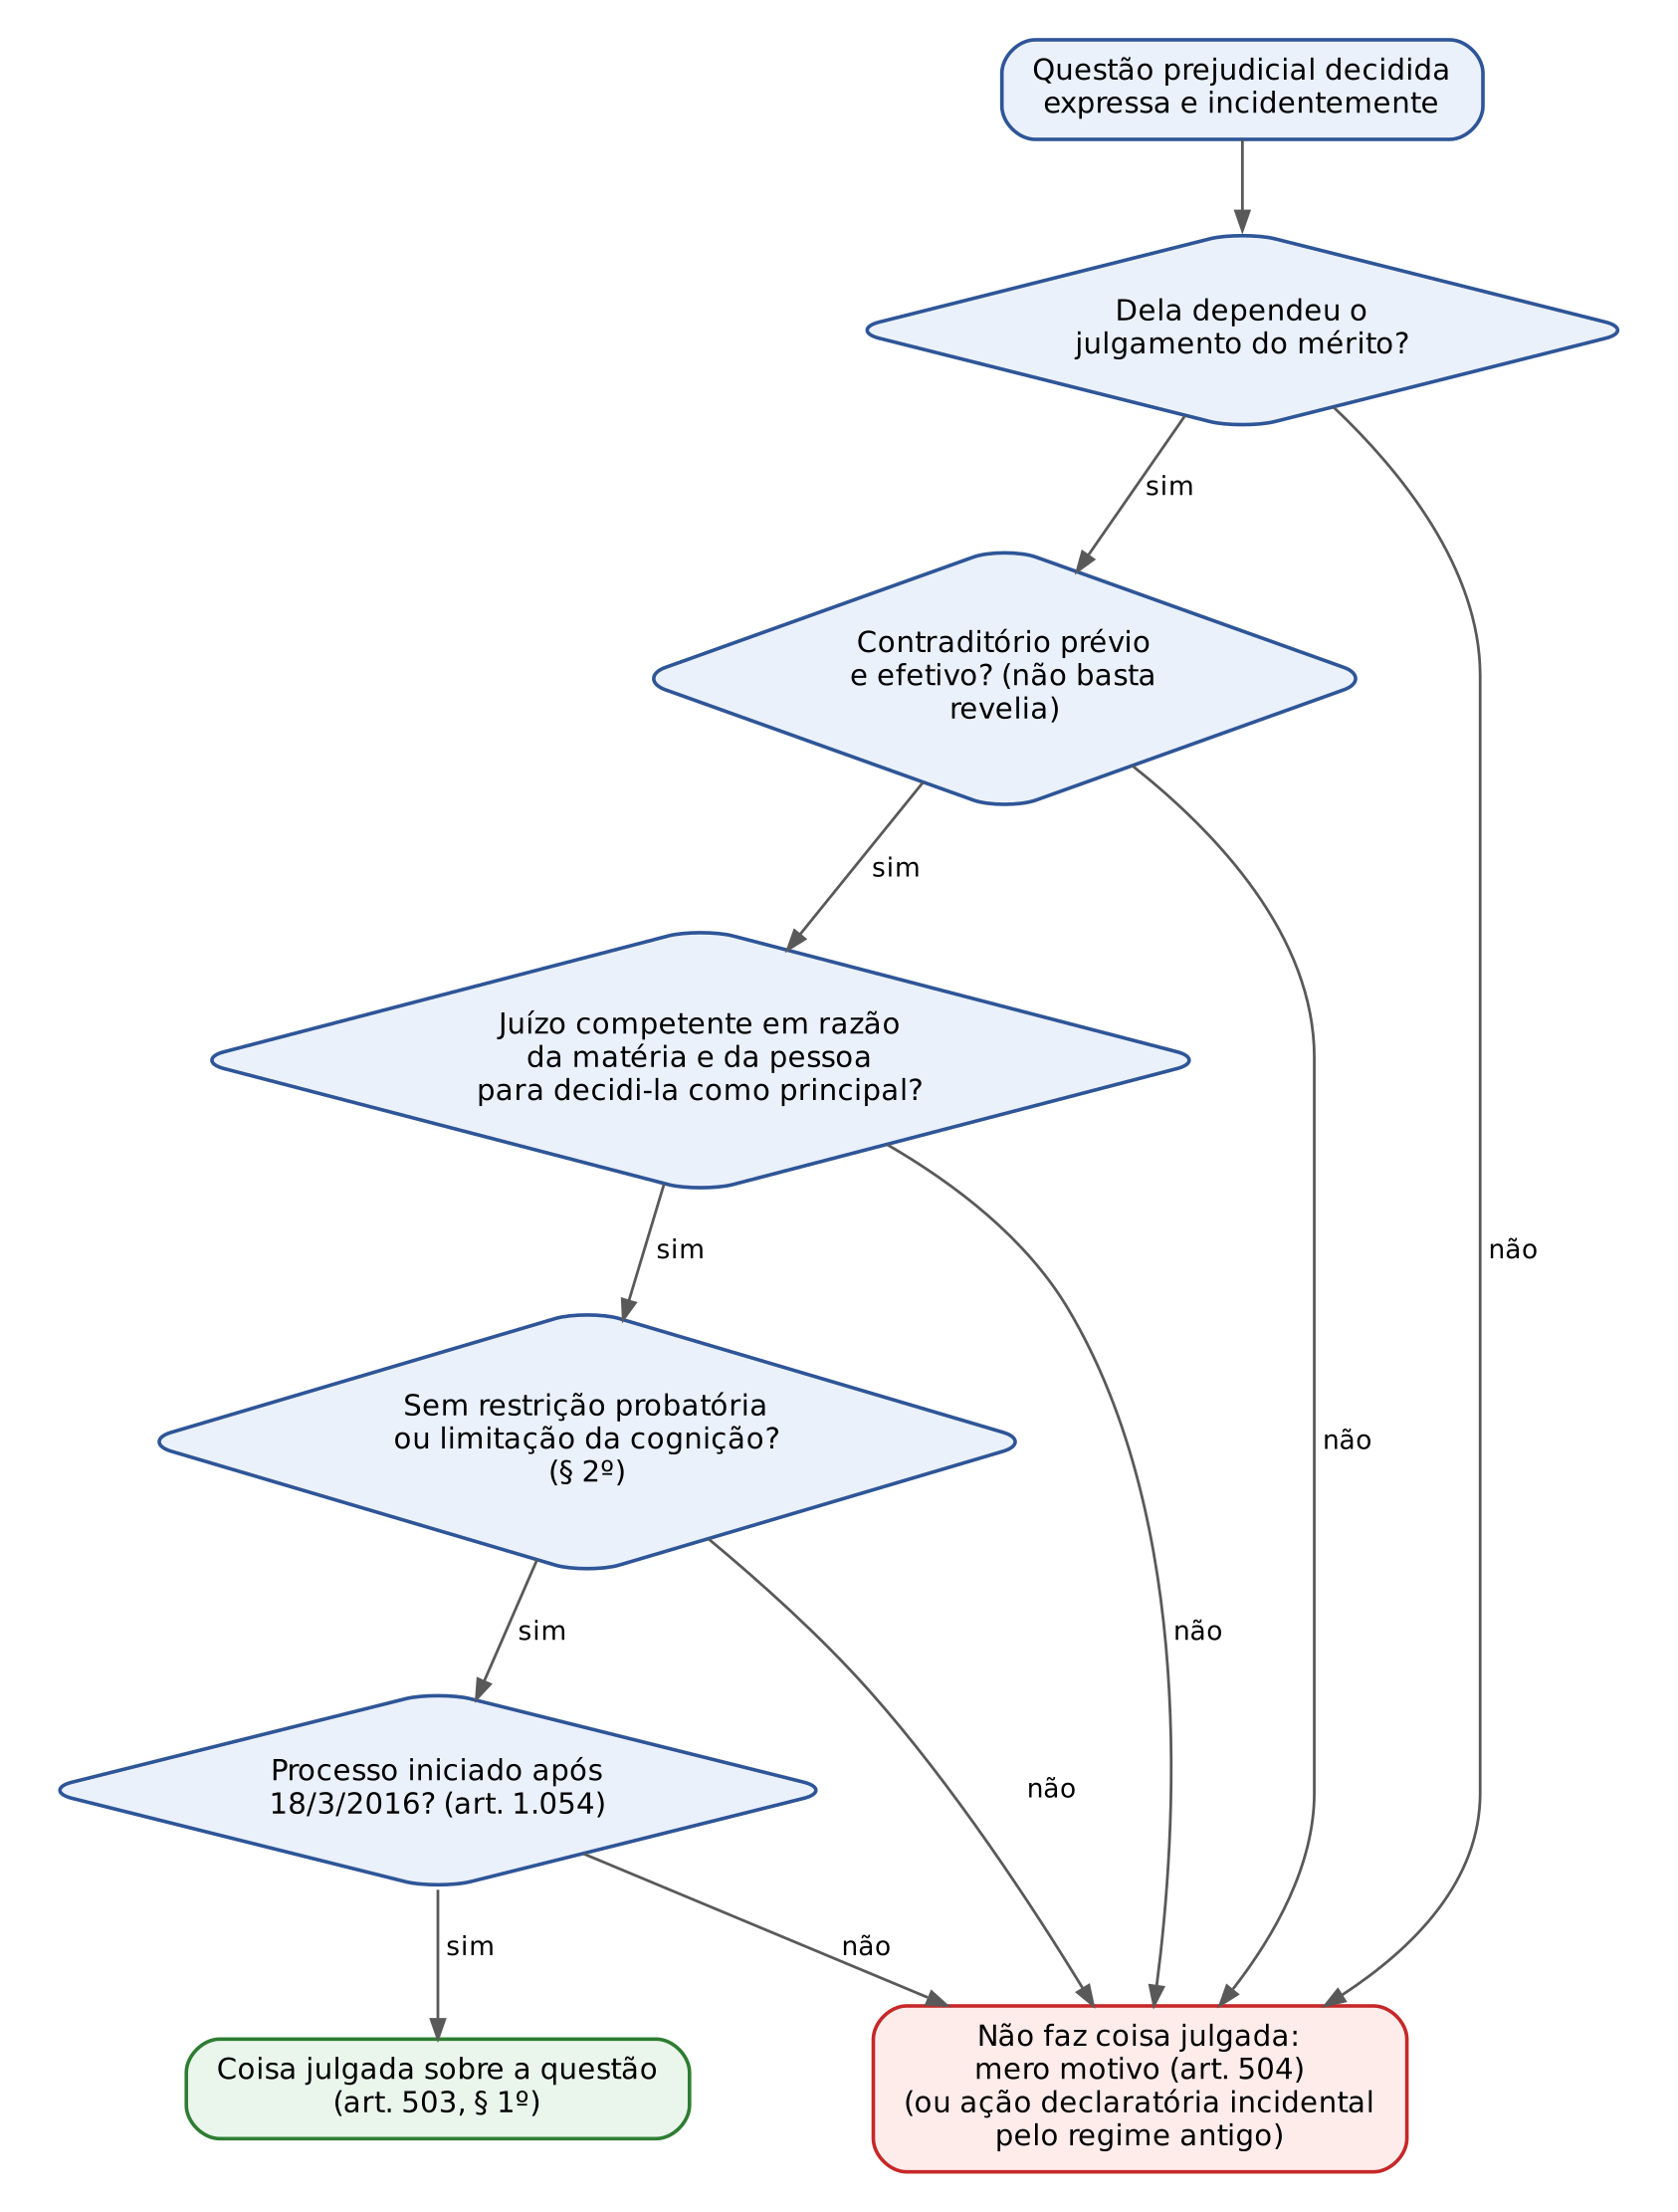 Questão prejudicial decidida
expressa e incidentemente
Dela dependeu o
julgamento do mérito?
sim
Contraditório prévio
e efetivo? (não basta
revelia)
sim
Juízo competente em razão
da matéria e da pessoa
para decidi-la como principal?
sim
não
Sem restrição probatória
ou limitação da cognição?
(§ 2º)
não
sim
não
Processo iniciado após
18/3/2016? (art. 1.054)
não
sim
não
Coisa julgada sobre a questão
(art. 503, § 1º)
Não faz coisa julgada:
mero motivo (art. 504)
(ou ação declaratória incidental
pelo regime antigo)